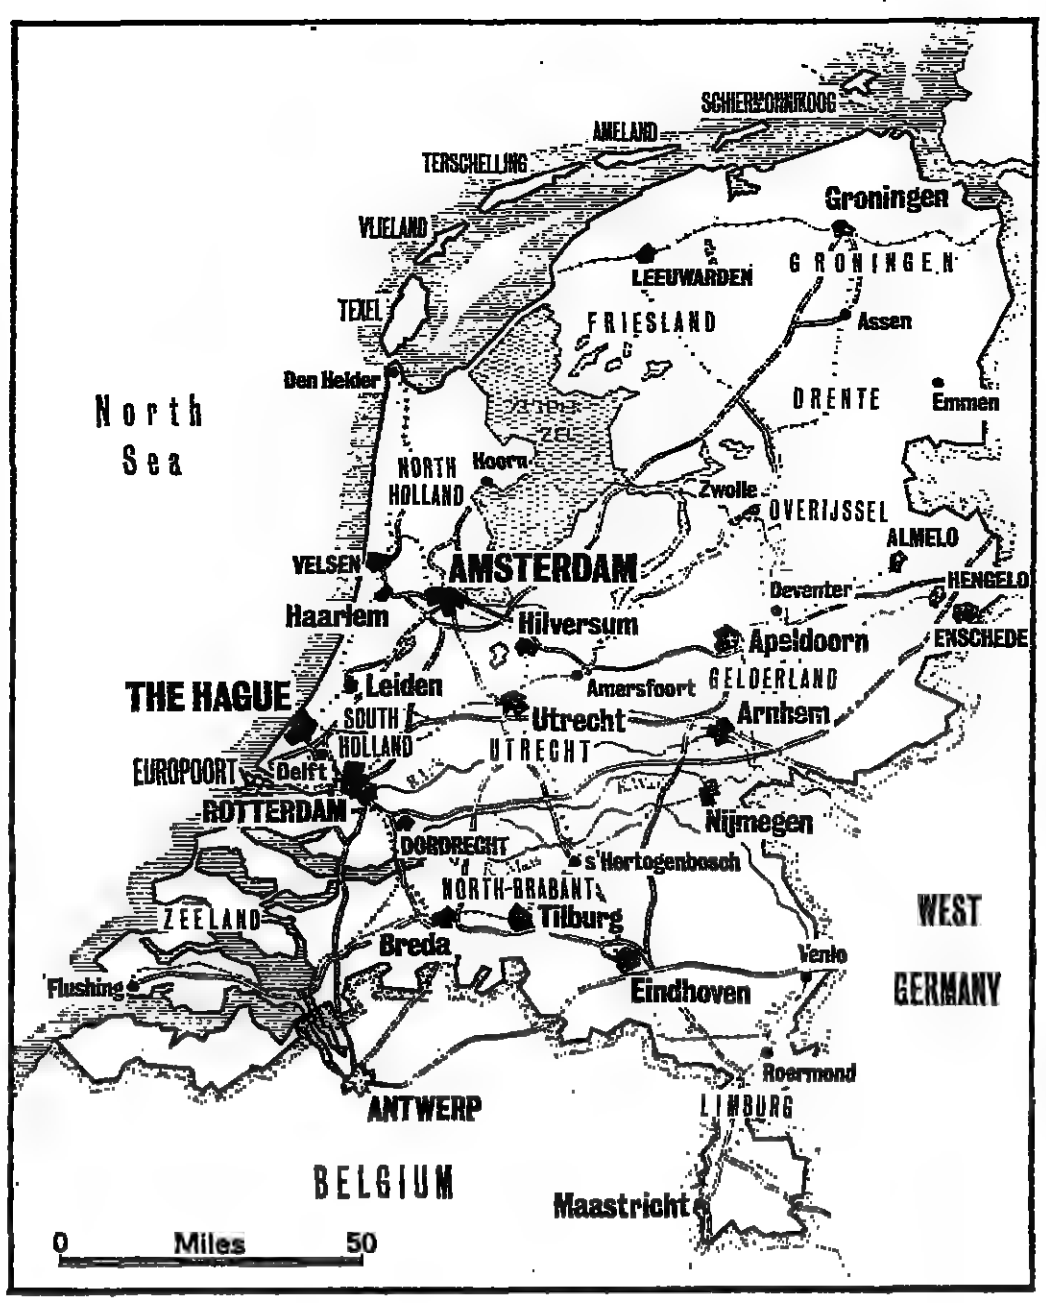 SCHIERMONNIKOOG
AMELAND
TERSCHELLING
Groningen
VLIELAND
GRONINGEN
LEEUWARDEN
TEXEL
FRIESLAND
Assen
Den Helder
DRENTE
Emmen
North
Sea
ZEE
NORTH
HOLLAND
Hoorn
Zwolle
OVERIJSSEL
ALMELO
VELSEN
AMSTERDAM
HENGELO
Deventer
Haarlem
Hilversum
Apeldoorn
ENSCHEDE
Leiden
Amersfoort
GELDERLAND
THE HAGUE
SOUTH
HOLLAND
Utrecht
Arnhem
UTRECHT
EUROPOORT
Delft
ROTTERDAM
Nijmegen
DORDRECHT
s'Hertogenbosch
NORTH-BRABANT
ZEELAND
Tilburg
Breda
WEST
GERMANY
Venlo
Flushing
Eindhoven
Roermond
ANTWERP
LIMBURG
BELGIUM
Maastricht
0 Miles 50